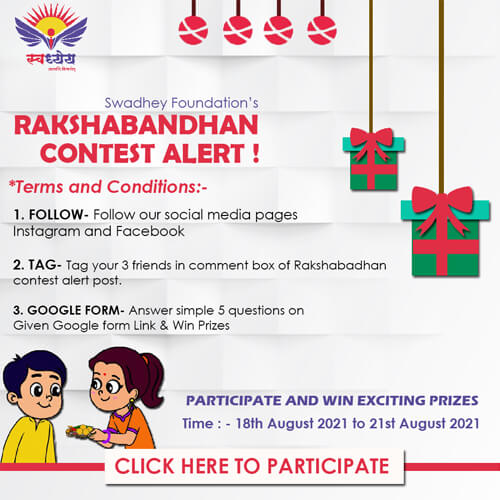 स्वध्येय
Swadhey Foundation's
RAKSHABANDHAN
CONTEST ALERT !
*Terms and Conditions:-
1. FOLLOW- Follow our social media pages
Instagram and Facebook
2. TAG- Tag your 3 friends in comment box of Rakshabadhan
contest alert post.
3. GOOGLE FORM- Answer simple 5 questions on
Given Google form Link & Win Prizes
PARTICIPATE AND WIN EXCITING PRIZES
Time : - 18th August 2021 to 21st August 2021
CLICK HERE TO PARTICIPATE